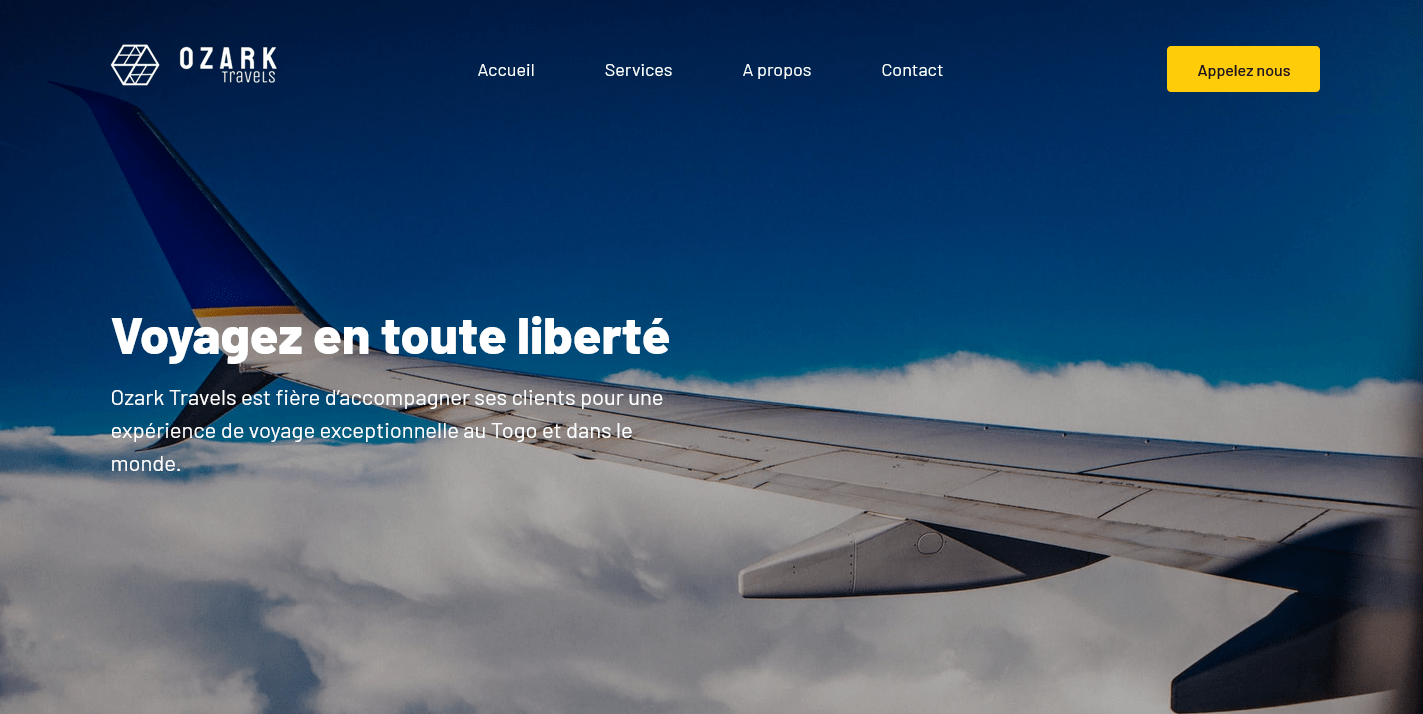 OZARK
Travels
Accueil
Services
A propos
Contact
Appelez nous
Voyagez en toute liberté
Ozark Travels est fière d’accompagner ses clients pour une
expérience de voyage exceptionnelle au Togo et dans le
monde.